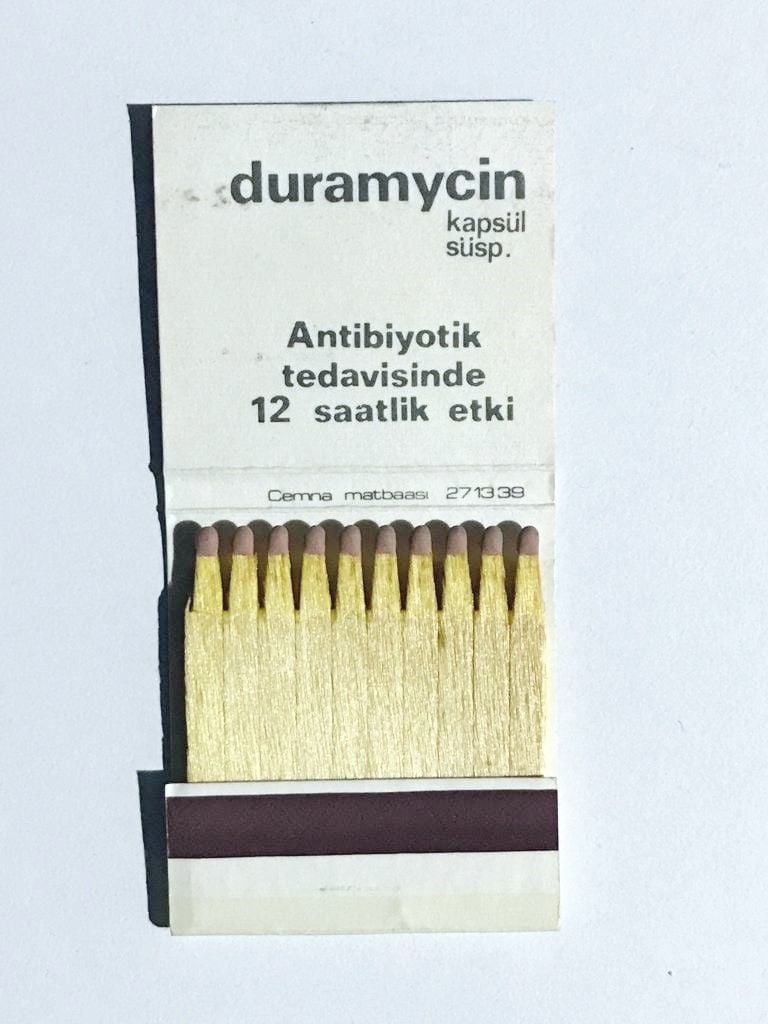 duramycin
kapsül
süsp.
Antibiyotik
tedavisinde
12 saatlik etki
Cemna matbaası 271339